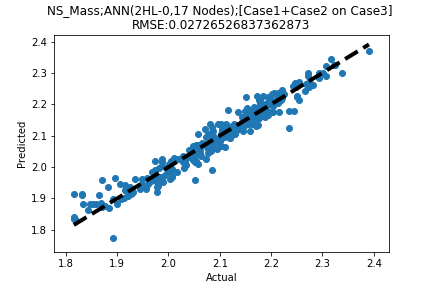 NS_Mass;ANN(2HL-0,17 Nodes);[Case1+Case2 on Case3]
RMSE:0.02726526837362873
2.4
2.3
2.2
2.1
2.0
1.9
1.8
Predicted
1.8 1.9 2.0 2.1 2.2 2.3 2.4
Actual